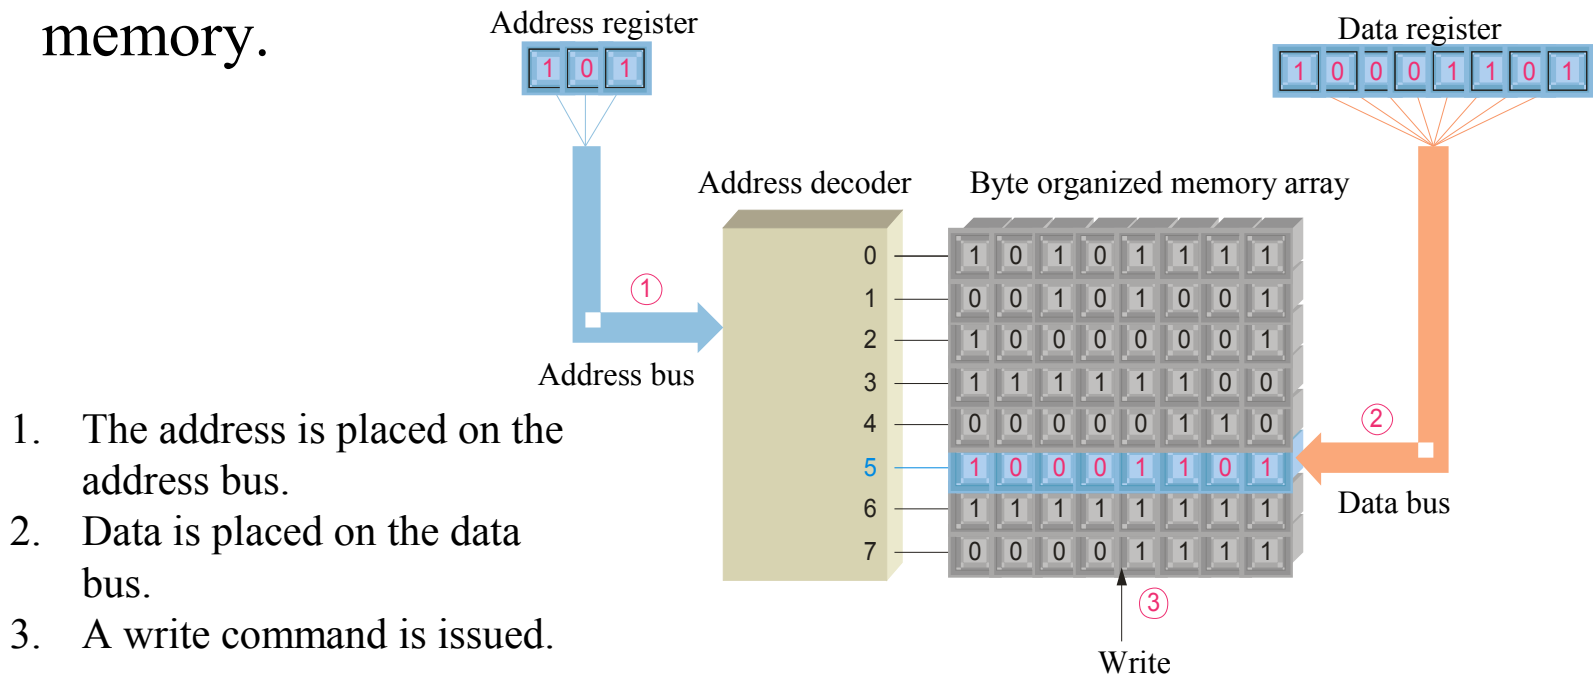 memory.
Address register
1 0 1
Data register
1 0 0 0 1 1 0 1
Address decoder
Byte organized memory array
0 1 0 1 0 1 1 1 1
1 0 0 1 0 1 0 0 1
2 1 0 0 0 0 0 0 1
3 1 1 1 1 1 1 0 0
4 0 0 0 0 0 1 1 0
5 1 0 0 0 1 1 0 1
6 1 1 1 1 1 1 1 1
7 0 0 0 0 1 1 1 1
1
Address bus
2
Data bus
3
Write
1. The address is placed on the
address bus.
2. Data is placed on the data
bus.
3. A write command is issued.